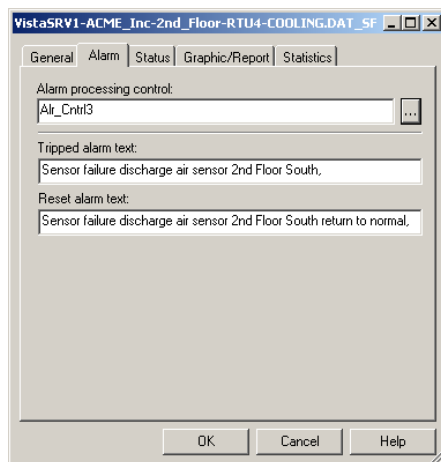 VistaSRV1-ACME_Inc-2nd_Floor-RTU4-COOLING.DAT_SF
General Alarm Status Graphic/Report Statistics
Alarm processing control:
Alr_Cntrl3
...
Tripped alarm text:
Sensor failure discharge air sensor 2nd Floor South,
Reset alarm text:
Sensor failure discharge air sensor 2nd Floor South return to normal,
OK Cancel Help